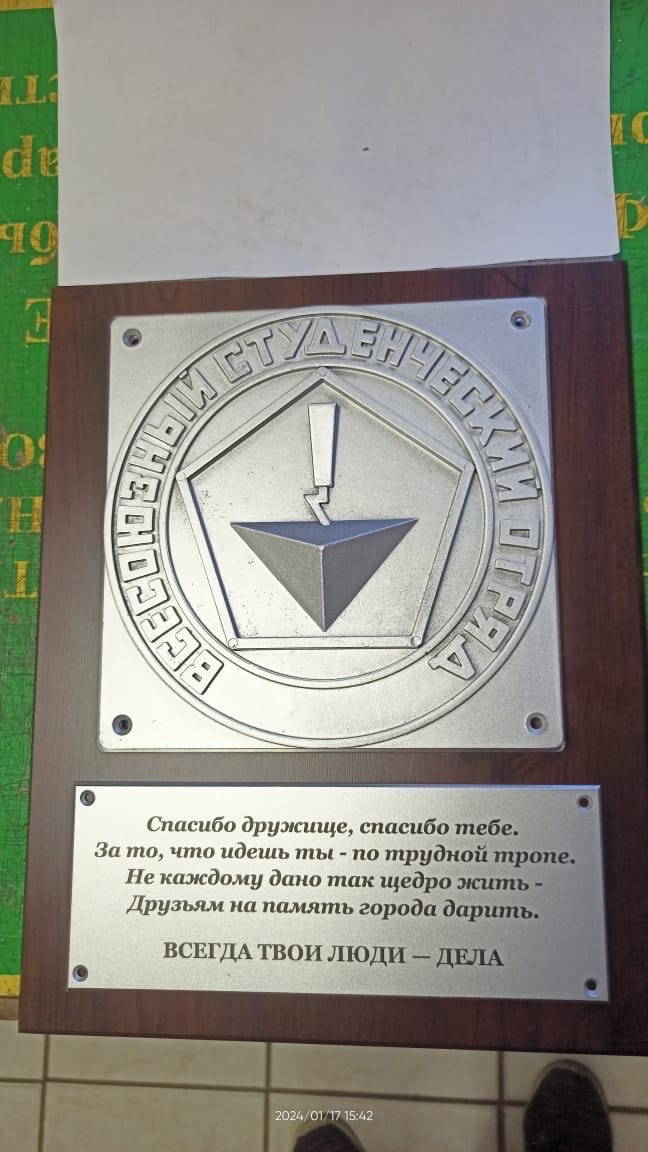 ВСЕСОЮЗНЫЙ СТУДЕНЧЕСКИЙ ОТРЯД
Спасибо дружище, спасибо тебе.
За то, что идешь ты - по трудной тропе.
Не каждому дано так щедро жить -
Друзьям на память города дарить.
ВСЕГДА ТВОИ ЛЮДИ — ДЕЛА
2024/01/17 15:42